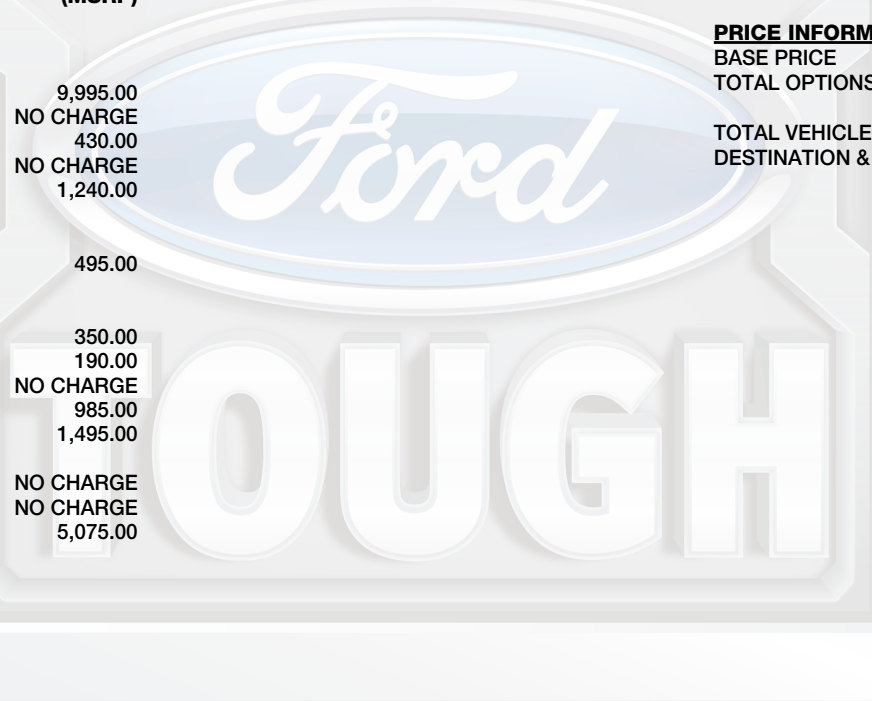 (MSRP)
9,995.00
NO CHARGE
430.00
NO CHARGE
1,240.00
495.00
350.00
190.00
NO CHARGE
985.00
1,495.00
NO CHARGE
NO CHARGE
5,075.00
PRICE INFORM
BASE PRICE
TOTAL OPTIONS
TOTAL VEHICLE
DESTINATION &
Ford
TOUGH